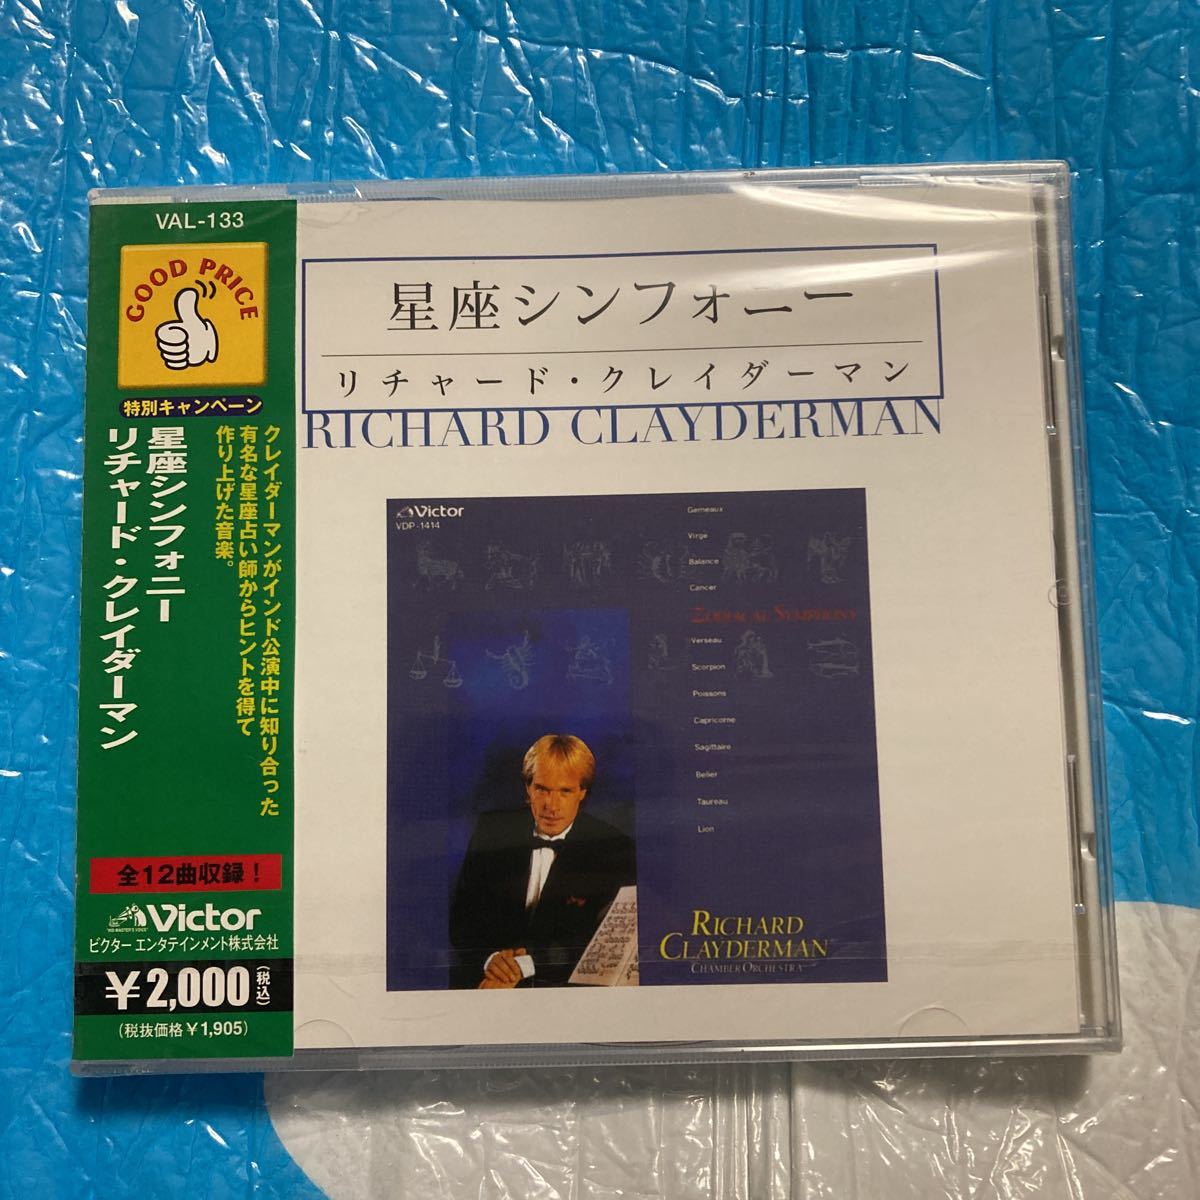 VAL-133
GOOD PRICE
特別キャンペーン
クレイダーマンがインド公演中に知り合った
有名な星座占い師からヒントを得て
作り上げた音楽。
星座シンフォニー
リチャード・クレイダーマン
全12曲収録！
"HIS MASTER'S VOICE"
Victor
ビクター エンタテインメント株式会社
￥2,000(税込)
(税抜価格￥1,905)
星座シンフォニー
リチャード・クレイダーマン
RICHARD CLAYDERMAN
Victor
VDP-1414
Gemeaux
Virge
Balance
Cancer
ZODIACAL SYMPHONY
Verseau
Scorpion
Poissons
Capricorne
Sagittaire
Belier
Taureau
Lion
RICHARD
CLAYDERMAN
CHAMBER ORCHESTRA